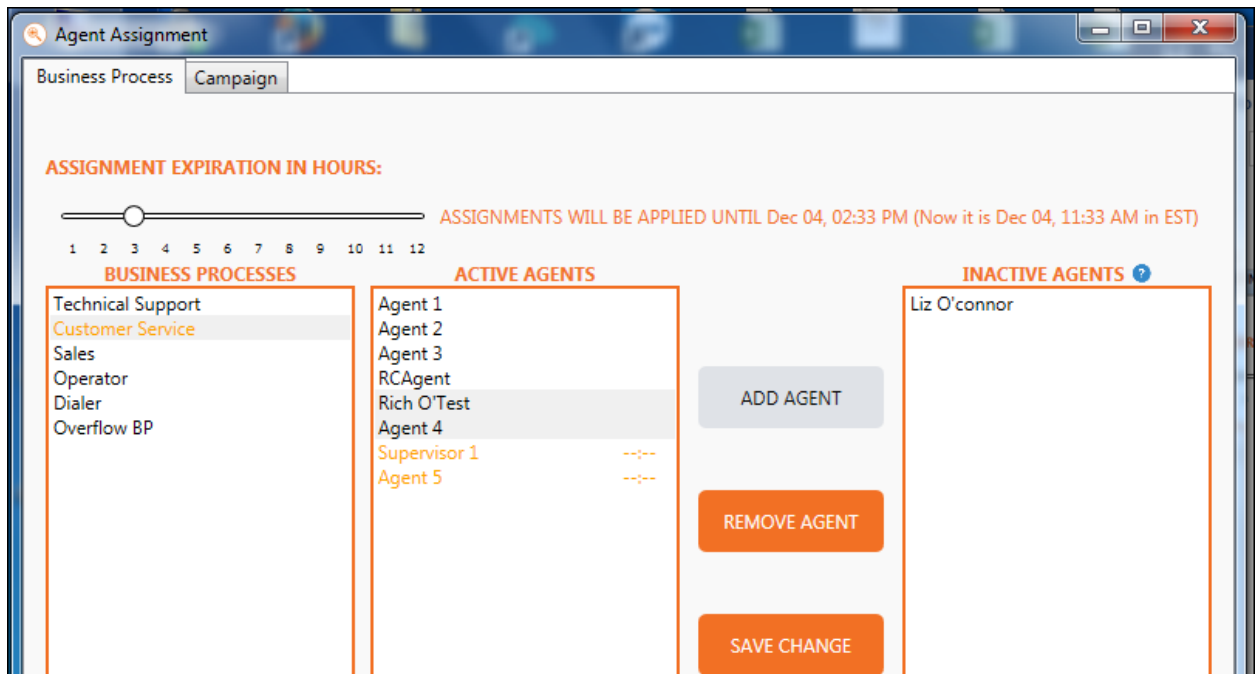 Agent Assignment
Business Process Campaign
ASSIGNMENT EXPIRATION IN HOURS:
ASSIGNMENTS WILL BE APPLIED UNTIL Dec 04, 02:33 PM (Now it is Dec 04, 11:33 AM in EST)
1 2 3 4 5 6 7 8 9 10 11 12
BUSINESS PROCESSES
Technical Support
Customer Service
Sales
Operator
Dialer
Overflow BP
ACTIVE AGENTS
Agent 1
Agent 2
Agent 3
RCAgent
Rich O'Test
Agent 4
Supervisor 1 --:--
Agent 5 --:--
ADD AGENT
REMOVE AGENT
SAVE CHANGE
INACTIVE AGENTS ?
Liz O'connor